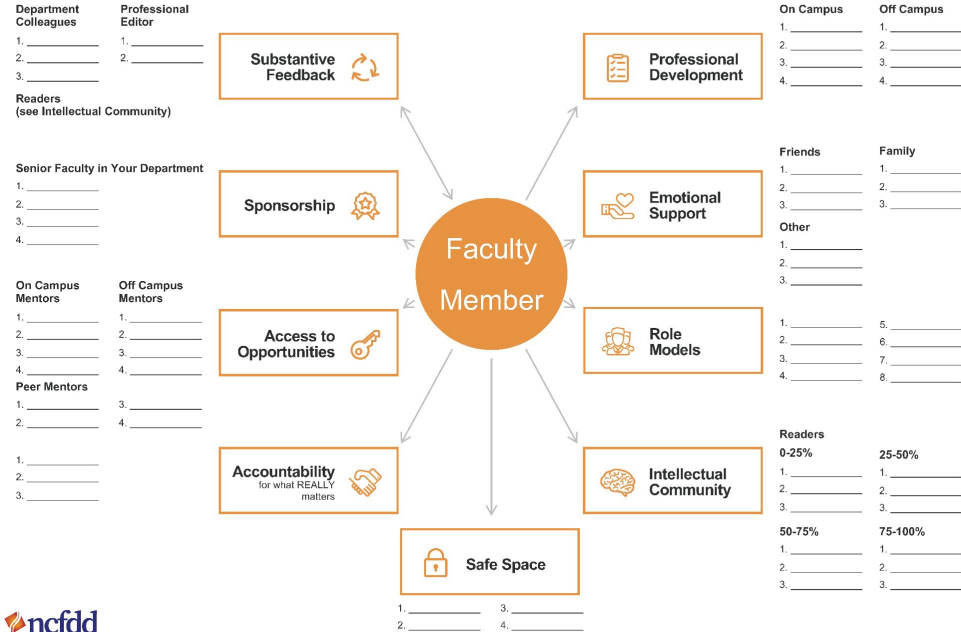 Department Colleagues
1.
2.
3.
Professional Editor
1.
2.
Readers
(see Intellectual Community)
Substantive
Feedback
Senior Faculty in Your Department
1.
2.
3.
4.
Sponsorship
On Campus
Mentors
1.
2.
3.
4.
Off Campus
Mentors
1.
2.
3.
4.
Peer Mentors
1.
2.
3.
4.
Access to
Opportunities
1.
2.
3.
Accountability
for what REALLY
matters
Faculty
Member
Safe Space
1.
2.
3.
4.
Professional
Development
On Campus
1.
2.
3.
4.
Off Campus
1.
2.
3.
4.
Emotional
Support
Friends
1.
2.
3.
Family
1.
2.
3.
Other
1.
2.
3.
Role
Models
1.
2.
3.
4.
5.
6.
7.
8.
Intellectual
Community
Readers
0-25%
1.
2.
3.
25-50%
1.
2.
3.
50-75%
1.
2.
3.
75-100%
1.
2.
3.
ncfdd